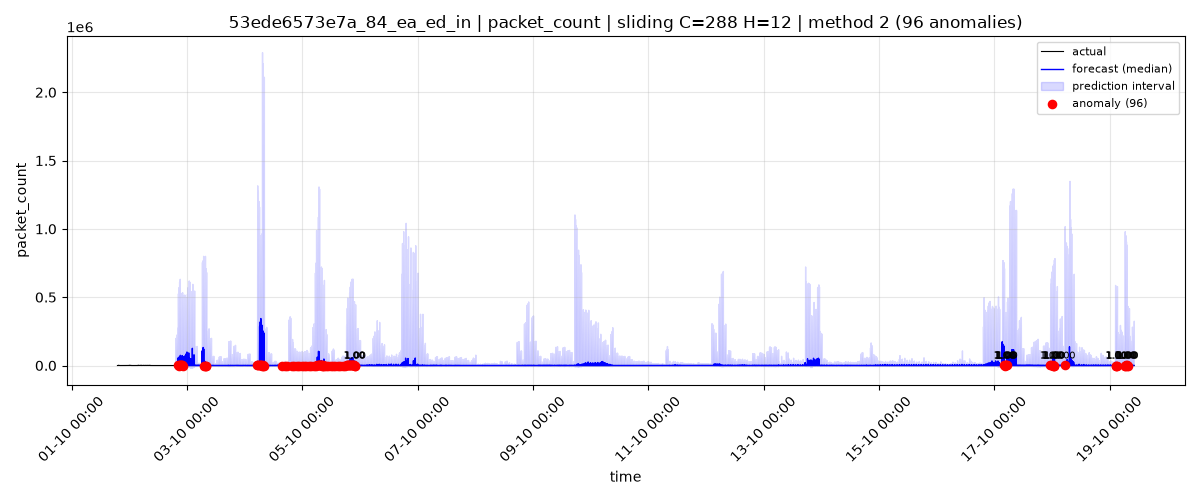 53ede6573e7a_84_ea_ed_in | packet_count | sliding C=288 H=12 | method 2 (96 anomalies)
1e6
actual
forecast (median)
prediction interval
anomaly (96)
packet_count
2.0
1.5
1.0
0.5
0.0
1.00
01-10 00:00
03-10 00:00
05-10 00:00
07-10 00:00
09-10 00:00
11-10 00:00
13-10 00:00
15-10 00:00
17-10 00:00
19-10 00:00
time